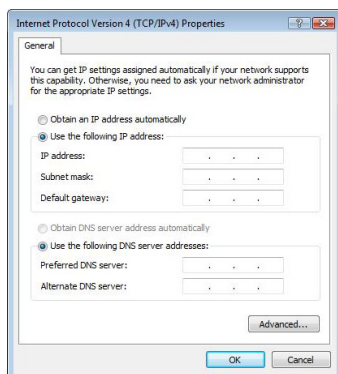 Internet Protocol Version 4 (TCP/IPv4) Properties
General
You can get IP settings assigned automatically if your network supports
this capability. Otherwise, you need to ask your network administrator
for the appropriate IP settings.
Obtain an IP address automatically
Use the following IP address:
IP address:
Subnet mask:
Default gateway:
Obtain DNS server address automatically
Use the following DNS server addresses:
Preferred DNS server:
Alternate DNS server:
Advanced...
OK Cancel